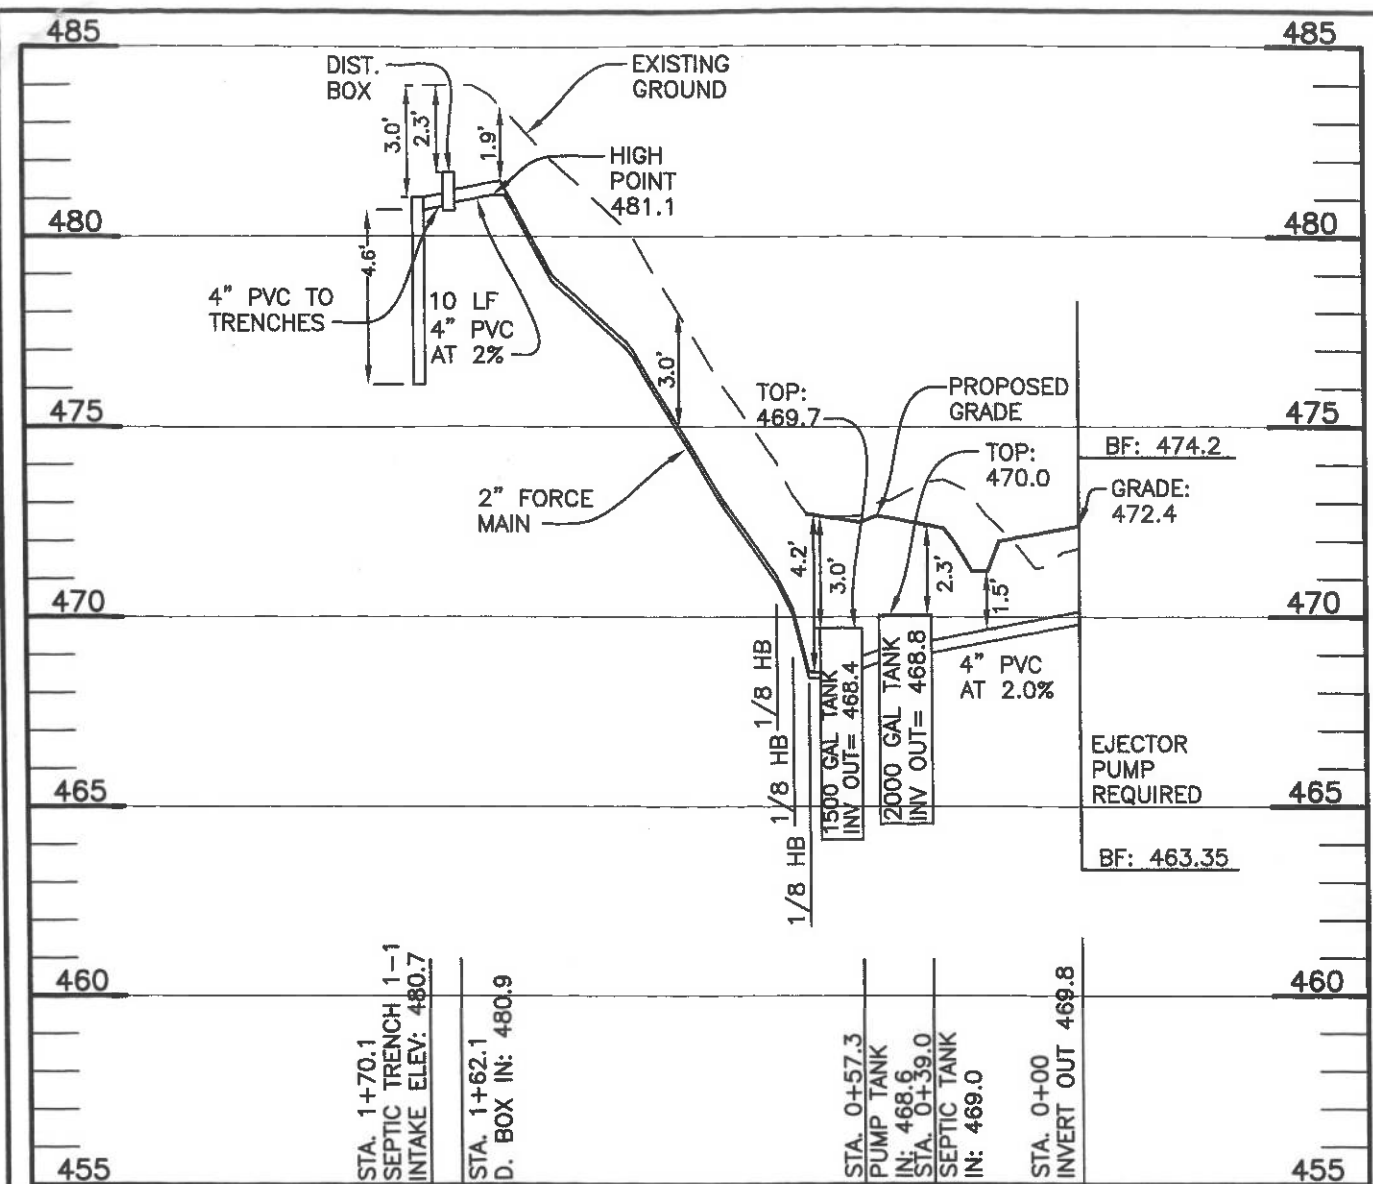 485
485
DIST.
BOX
EXISTING
GROUND
3.0'
2.3'
1.9'
HIGH
POINT
481.1
480
480
4.6'
4" PVC TO
TRENCHES
10 LF
4" PVC
AT 2%
3.0'
TOP:
469.7
PROPOSED
GRADE
475
475
BF: 474.2
TOP:
470.0
GRADE:
472.4
2" FORCE
MAIN
4.2'
3.0'
2.3'
1.5'
470
470
1/8 HB
1/8 HB
1/8 HB
1500 GAL TANK
INV OUT= 468.4
2000 GAL TANK
INV OUT= 468.8
4" PVC
AT 2.0%
EJECTOR
PUMP
REQUIRED
465
465
BF: 463.35
460
460
STA. 1+70.1
SEPTIC TRENCH 1-1
INTAKE ELEV: 480.7
STA. 1+62.1
D. BOX IN: 480.9
STA. 0+57.3
PUMP TANK
IN: 468.6
STA. 0+39.0
SEPTIC TANK
IN: 469.0
STA. 0+00
INVERT OUT 469.8
455
455